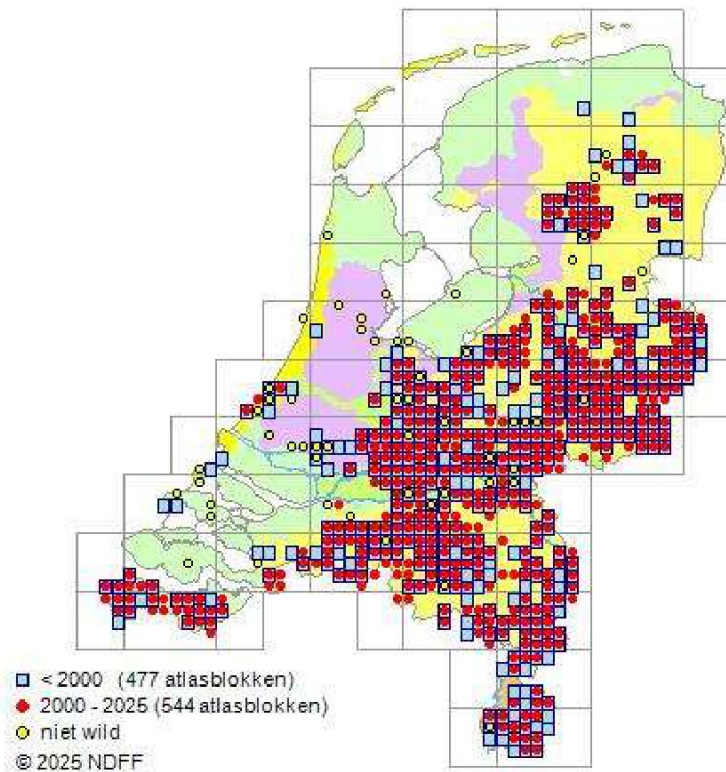 < 2000 (477 atlasblokken)
2000 - 2025 (544 atlasblokken)
niet wild
© 2025 NDFF